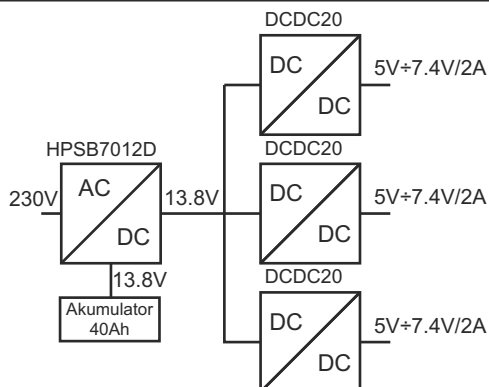 DCDC20
DC
DC
5V÷7.4V/2A
HPSB7012D
230V
AC
DC
13.8V
DCDC20
DC
DC
5V÷7.4V/2A
13.8V
Akumulator
40Ah
DCDC20
DC
DC
5V÷7.4V/2A